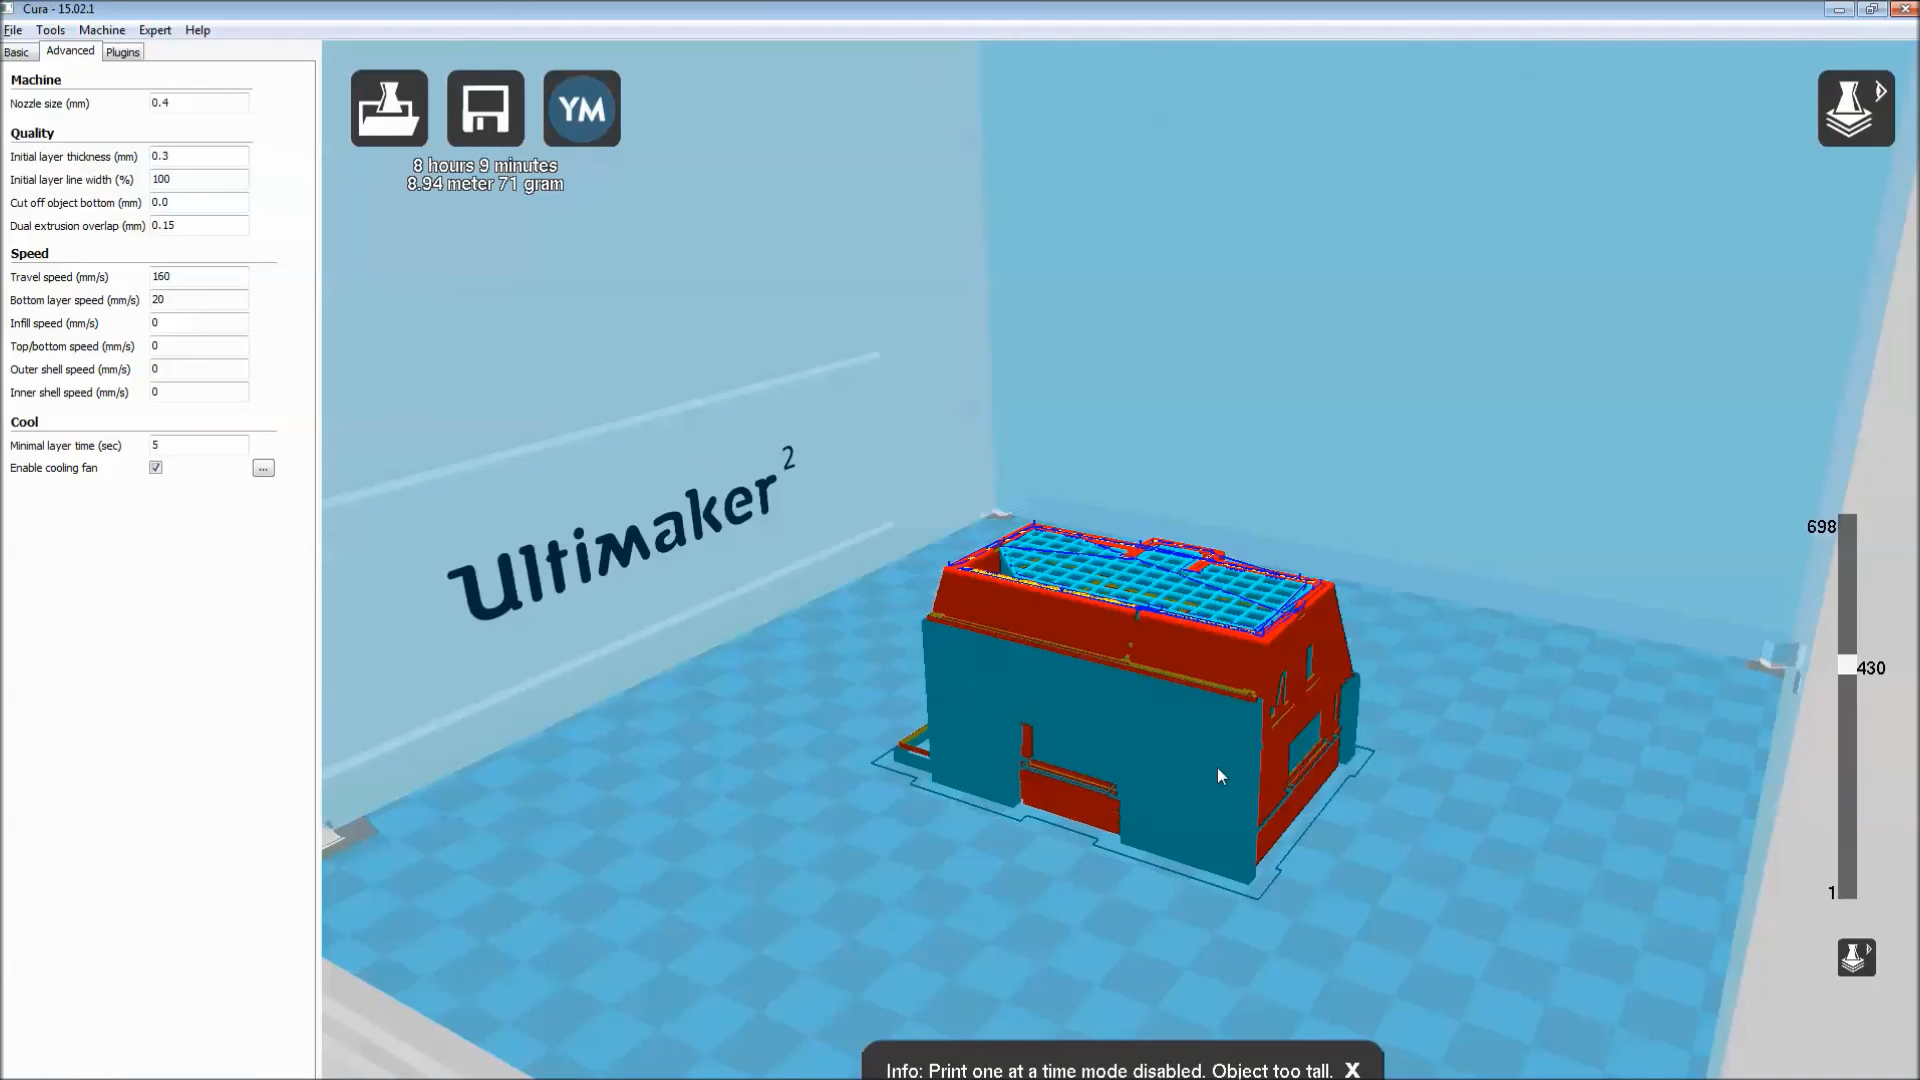 Cura - 15.02.1
File Tools Machine Expert Help
Basic Advanced Plugins
Machine
Nozzle size (mm) 0.4
Quality
Initial layer thickness (mm) 0.3
Initial layer line width (%) 100
Cut off object bottom (mm) 0.0
Dual extrusion overlap (mm) 0.15
Speed
Travel speed (mm/s) 160
Bottom layer speed (mm/s) 20
Infill speed (mm/s) 0
Top/bottom speed (mm/s) 0
Outer shell speed (mm/s) 0
Inner shell speed (mm/s) 0
Cool
Minimal layer time (sec) 5
Enable cooling fan ...
YM
8 hours 9 minutes
8.94 meter 71 gram
Ultimaker 2
698
430
1
Info: Print one at a time mode disabled. Object too tall. X